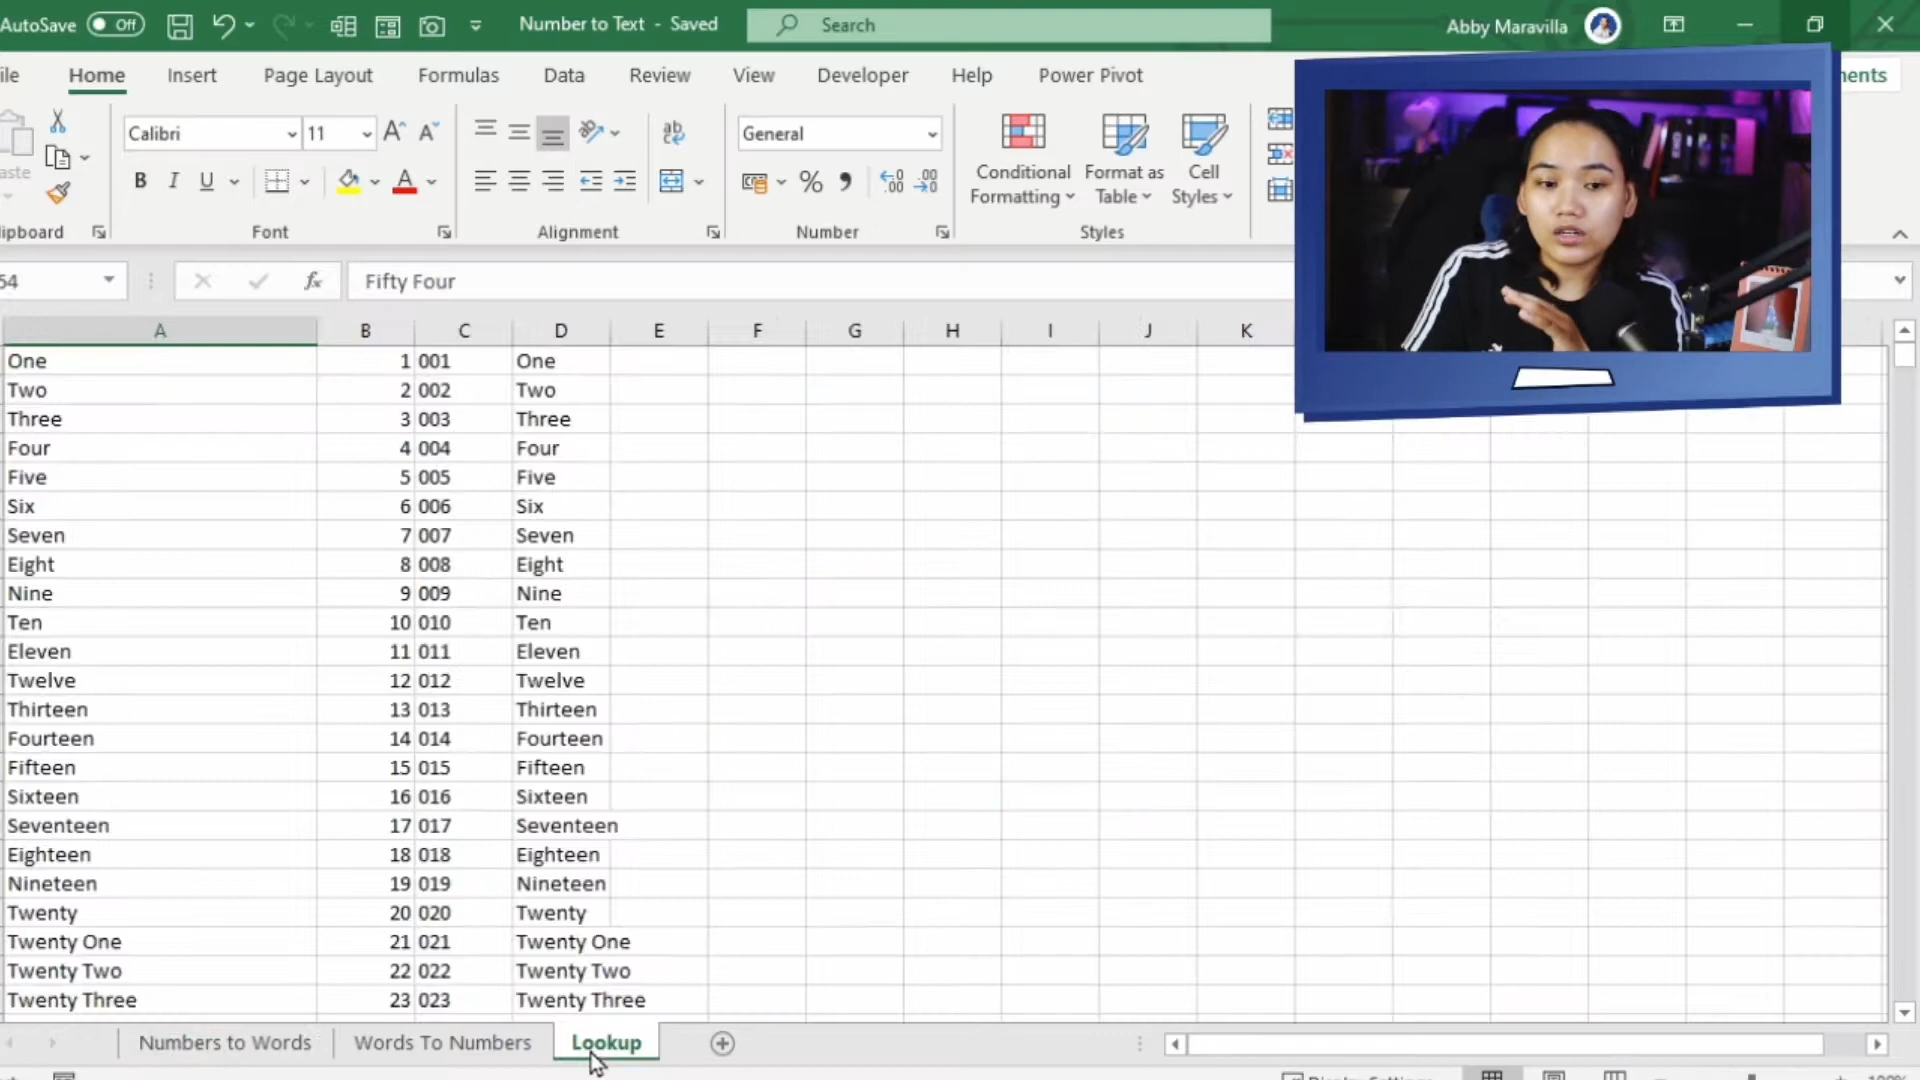 AutoSave Off Number to Text - Saved Search Abby Maravilla
ile Home Insert Page Layout Formulas Data Review View Developer Help Power Pivot ments
Calibri 11 General
aste
Conditional Formatting
Format as Table
Cell Styles
lipboard Font Alignment Number Styles
54 fx Fifty Four
A B C D E F G H I J K
One 1 001 One
Two 2 002 Two
Three 3 003 Three
Four 4 004 Four
Five 5 005 Five
Six 6 006 Six
Seven 7 007 Seven
Eight 8 008 Eight
Nine 9 009 Nine
Ten 10 010 Ten
Eleven 11 011 Eleven
Twelve 12 012 Twelve
Thirteen 13 013 Thirteen
Fourteen 14 014 Fourteen
Fifteen 15 015 Fifteen
Sixteen 16 016 Sixteen
Seventeen 17 017 Seventeen
Eighteen 18 018 Eighteen
Nineteen 19 019 Nineteen
Twenty 20 020 Twenty
Twenty One 21 021 Twenty One
Twenty Two 22 022 Twenty Two
Twenty Three 23 023 Twenty Three
Numbers to Words Words To Numbers Lookup